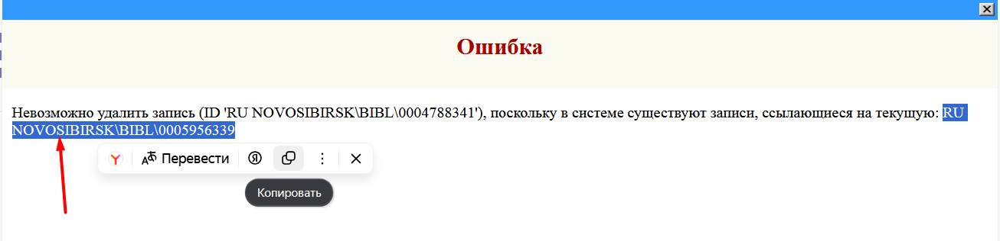 Ошибка
Невозможно удалить запись (ID 'RU NOVOSIBIRSK\BIBL\0004788341'), поскольку в системе существуют записи, ссылающиеся на текущую: RU
NOVOSIBIRSK\BIBL\0005956339
Перевести
Копировать